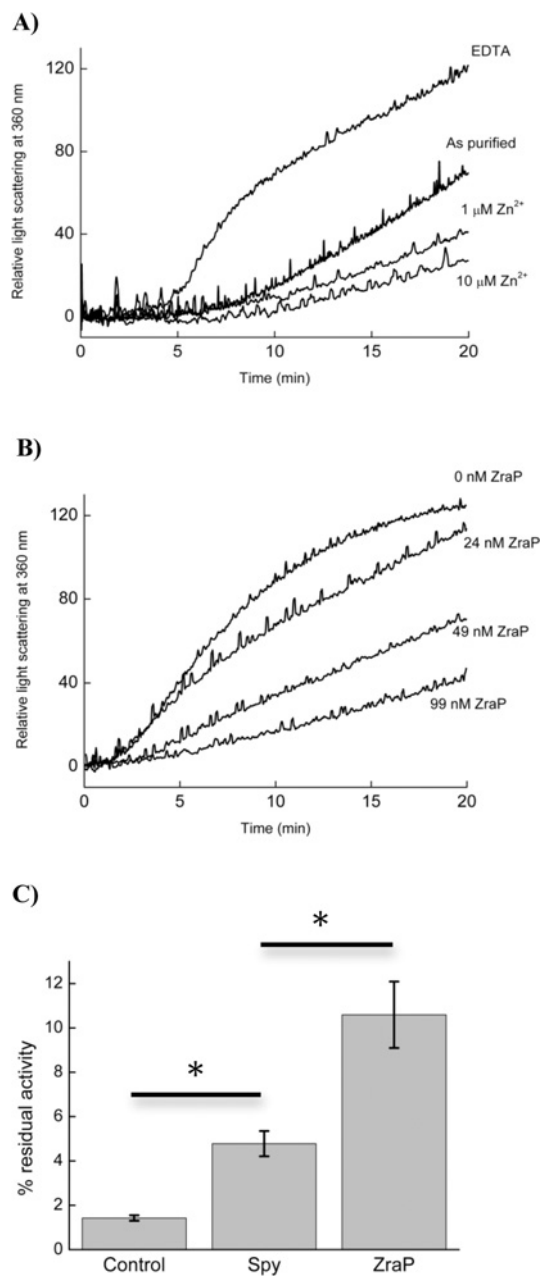 A)
EDTA
As purified
1 μM Zn²⁺
10 μM Zn²⁺
120
80
40
0
Relative light scattering at 360 nm
0 5 10 15 20
Time (min)
B)
0 nM ZraP
24 nM ZraP
49 nM ZraP
99 nM ZraP
120
80
40
0
Relative light scattering at 360 nm
0 5 10 15 20
Time (min)
C)
*
*
12
10
8
6
4
2
0
% residual activity
Control Spy ZraP